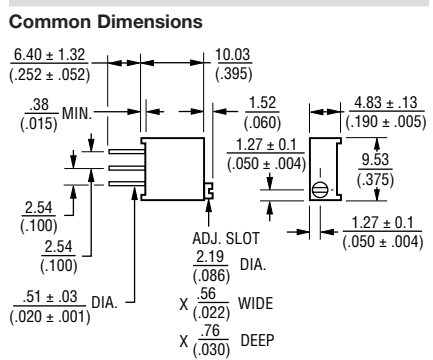 Common Dimensions
6.40 ± 1.32
(.252 ± .052)
10.03
(.395)
.38
(.015)
MIN.
1.52
(.060)
4.83 ± .13
(.190 ± .005)
1.27 ± 0.1
(.050 ± .004)
9.53
(.375)
2.54
(.100)
2.54
(.100)
1.27 ± 0.1
(.050 ± .004)
ADJ. SLOT
2.19
(.086)
DIA.
.51 ± .03
(.020 ± .001)
DIA.
X .56
(.022)
WIDE
X .76
(.030)
DEEP